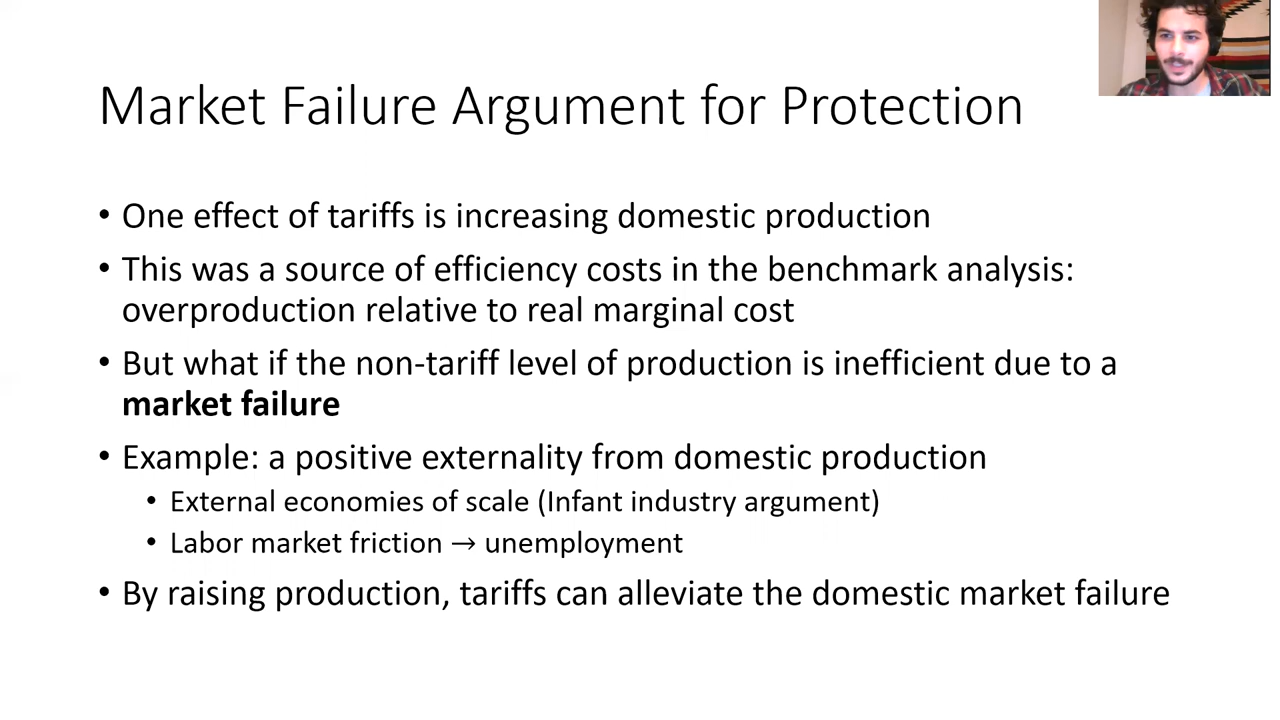 Market Failure Argument for Protection
• One effect of tariffs is increasing domestic production
• This was a source of efficiency costs in the benchmark analysis:
overproduction relative to real marginal cost
• But what if the non-tariff level of production is inefficient due to a
market failure
• Example: a positive externality from domestic production
• External economies of scale (Infant industry argument)
• Labor market friction → unemployment
• By raising production, tariffs can alleviate the domestic market failure